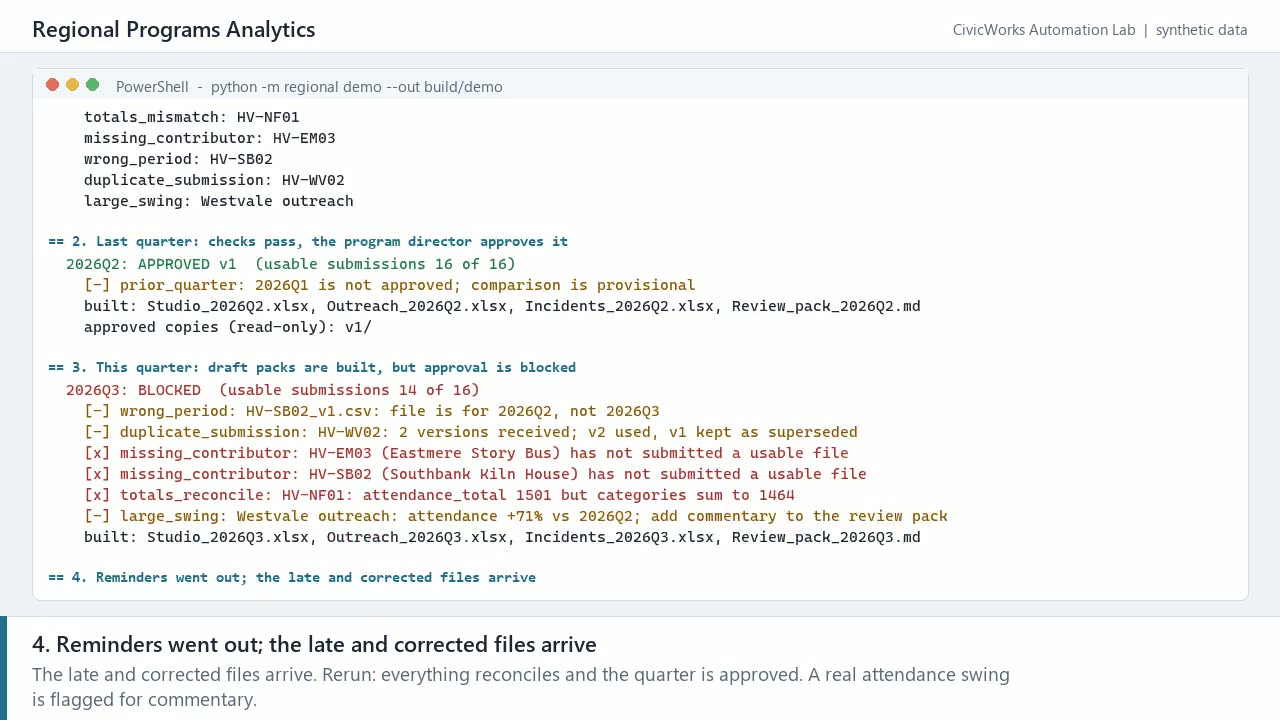 Regional Programs Analytics
CivicWorks Automation Lab | synthetic data
PowerShell - python -m regional demo --out build/demo
totals_mismatch: HV-NF01
missing_contributor: HV-EM03
wrong_period: HV-SB02
duplicate_submission: HV-WV02
large_swing: Westvale outreach
== 2. Last quarter: checks pass, the program director approves it
2026Q2: APPROVED v1 (usable submissions 16 of 16)
[-] prior_quarter: 2026Q1 is not approved; comparison is provisional
built: Studio_2026Q2.xlsx, Outreach_2026Q2.xlsx, Incidents_2026Q2.xlsx, Review_pack_2026Q2.md
approved copies (read-only): v1/
== 3. This quarter: draft packs are built, but approval is blocked
2026Q3: BLOCKED (usable submissions 14 of 16)
[-] wrong_period: HV-SB02_v1.csv: file is for 2026Q2, not 2026Q3
[-] duplicate_submission: HV-WV02: 2 versions received; v2 used, v1 kept as superseded
[x] missing_contributor: HV-EM03 (Eastmere Story Bus) has not submitted a usable file
[x] missing_contributor: HV-SB02 (Southbank Kiln House) has not submitted a usable file
[x] totals_reconcile: HV-NF01: attendance_total 1501 but categories sum to 1464
[-] large_swing: Westvale outreach: attendance +71% vs 2026Q2; add commentary to the review pack
built: Studio_2026Q3.xlsx, Outreach_2026Q3.xlsx, Incidents_2026Q3.xlsx, Review_pack_2026Q3.md
== 4. Reminders went out; the late and corrected files arrive
4. Reminders went out; the late and corrected files arrive
The late and corrected files arrive. Rerun: everything reconciles and the quarter is approved. A real attendance swing
is flagged for commentary.